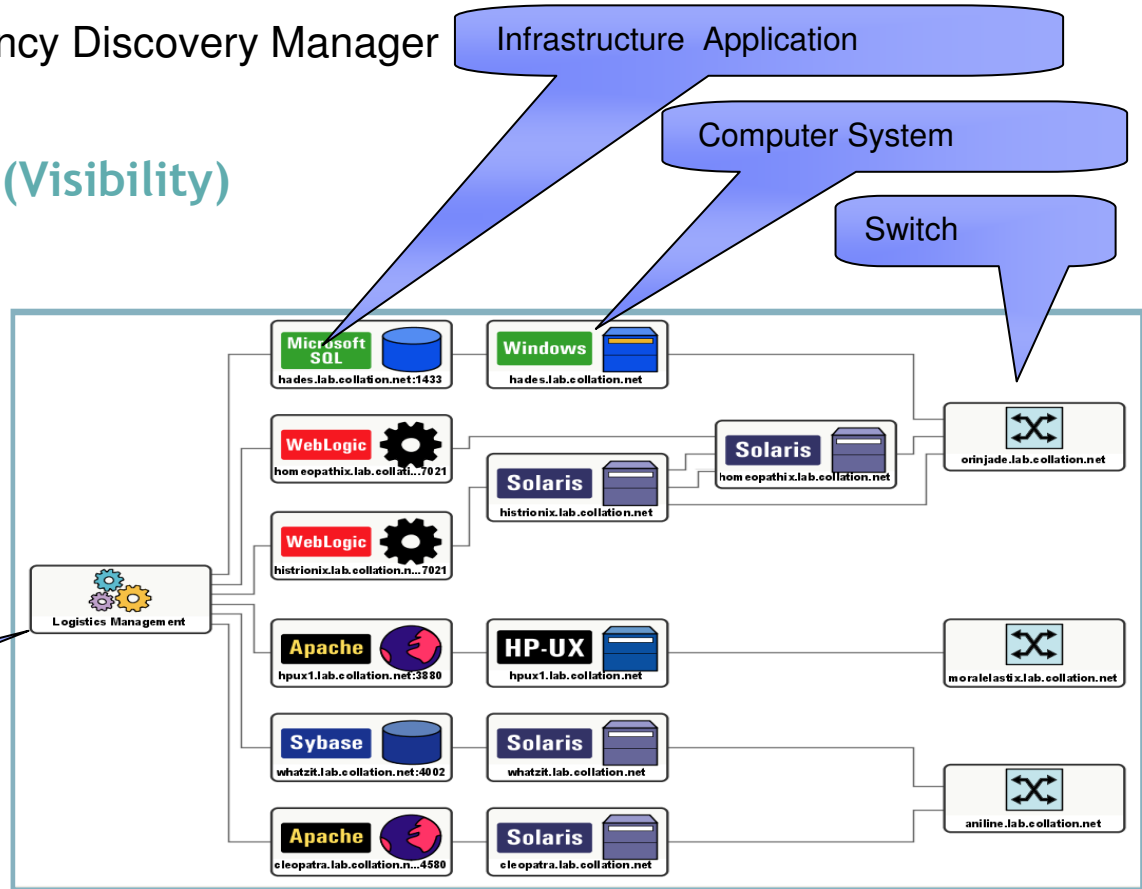 ncy Discovery Manager
Infrastructure Application
Computer System
(Visibility)
Switch
Microsoft
SQL
hades.lab.collation.net:1433
Windows
hades.lab.collation.net
WebLogic
homeopathix.lab.collati...7021
Solaris
homeopathix.lab.collation.net
orinjade.lab.collation.net
Solaris
histrionix.lab.collation.net
WebLogic
histrionix.lab.collation.n...7021
Logistics Management
Apache
hpux1.lab.collation.net:3880
HP-UX
hpux1.lab.collation.net
moralelastix.lab.collation.net
Sybase
whatzit.lab.collation.net:4002
Solaris
whatzit.lab.collation.net
aniline.lab.collation.net
Apache
cleopatra.lab.collation.n...4580
Solaris
cleopatra.lab.collation.net